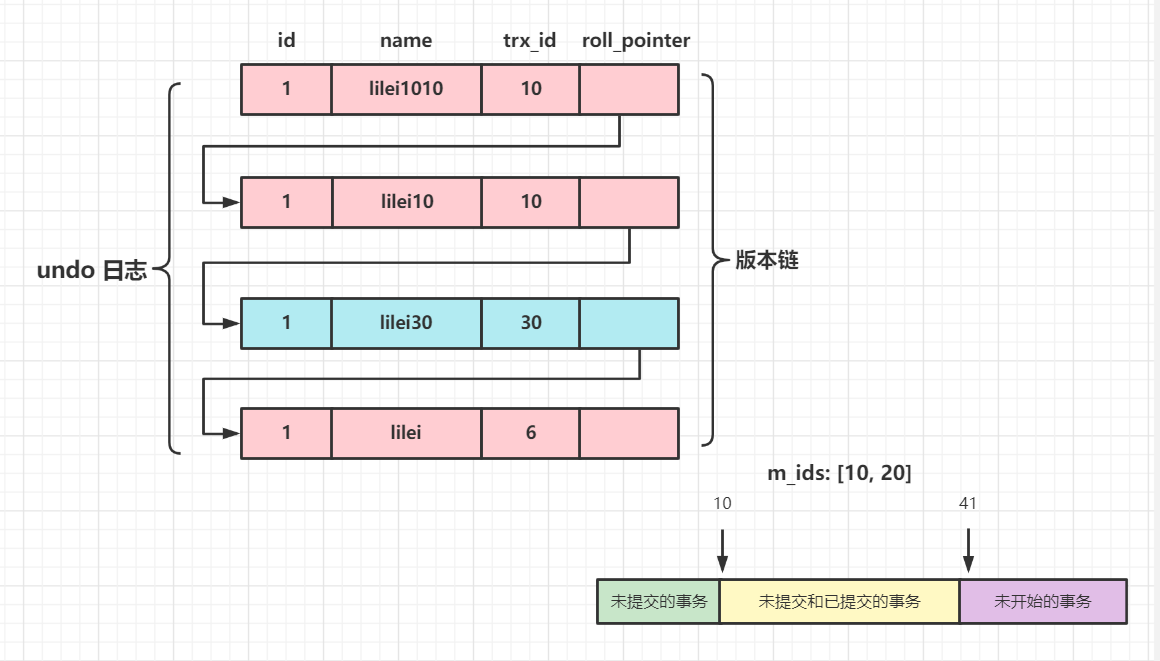 id name trx_id roll_pointer
1 lilei1010 10
1 lilei10 10
undo 日志
版本链
1 lilei30 30
1 lilei 6
m_ids: [10, 20]
10 41
未提交的事务 未提交和已提交的事务 未开始的事务